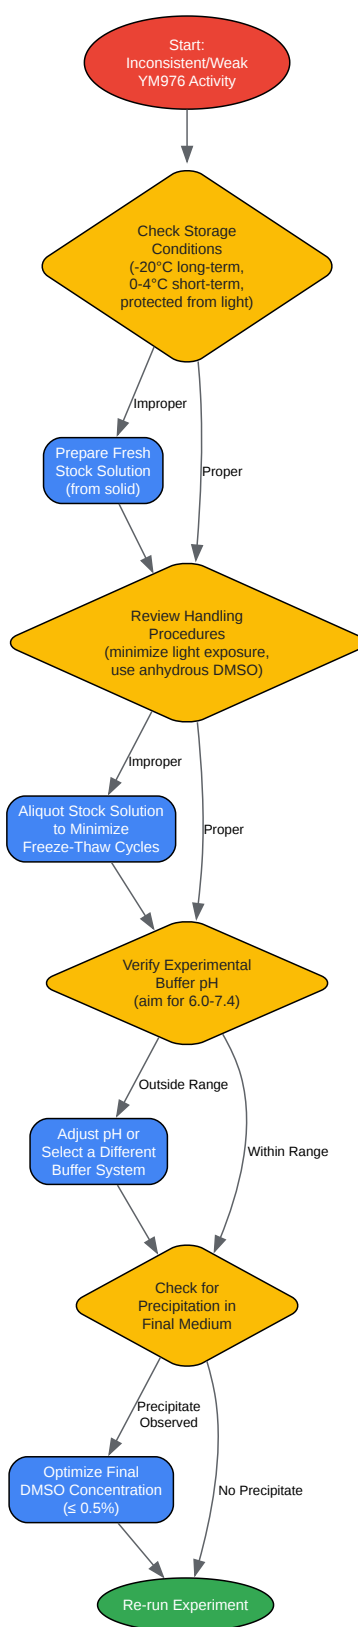 Start:
Inconsistent/Weak
YM976 Activity
Check Storage
Conditions
(-20°C long-term,
0-4°C short-term,
protected from light)
Improper
Prepare Fresh
Stock Solution
(from solid)
Proper
Review Handling
Procedures
(minimize light exposure,
use anhydrous DMSO)
Improper
Aliquot Stock Solution
to Minimize
Freeze-Thaw Cycles
Proper
Verify Experimental
Buffer pH
(aim for 6.0-7.4)
Outside Range
Adjust pH or
Select a Different
Buffer System
Within Range
Check for
Precipitation in
Final Medium
Precipitate
Observed
Optimize Final
DMSO Concentration
(≤ 0.5%)
No Precipitate
Re-run Experiment